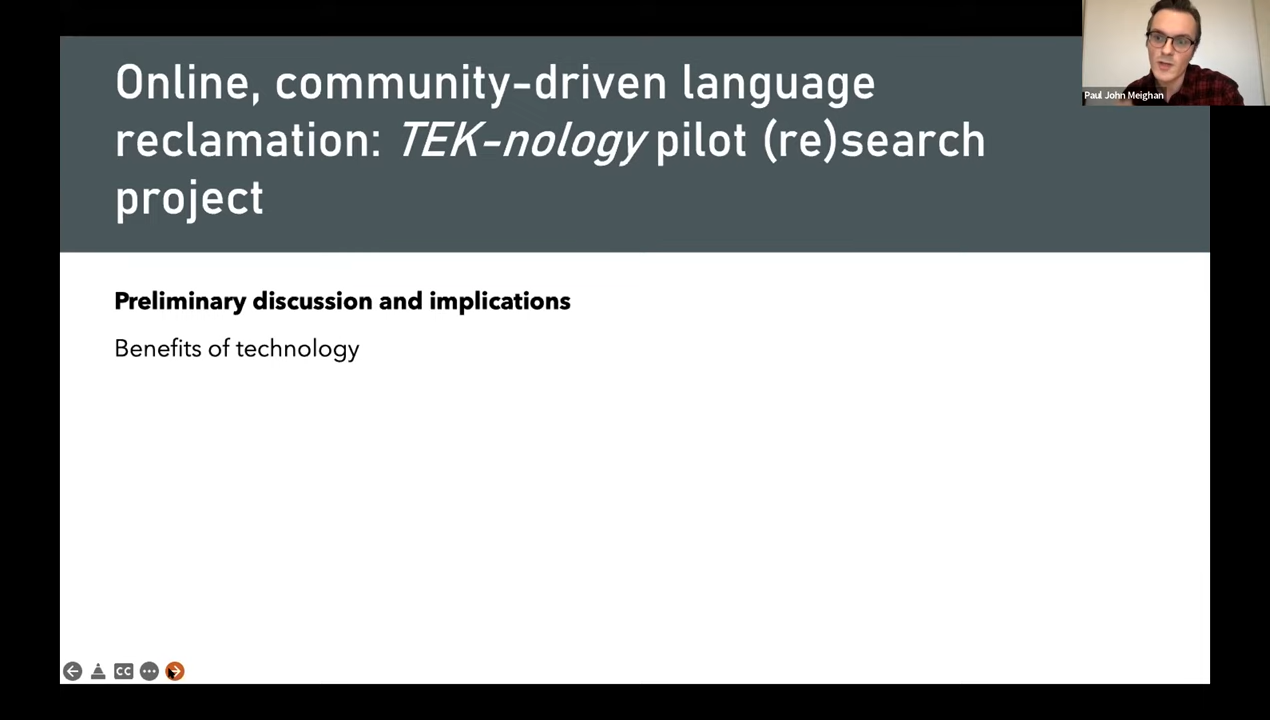 Online, community-driven language
reclamation: TEK-nology pilot (re)search
project
Preliminary discussion and implications
Benefits of technology
Paul John Meighan
CC